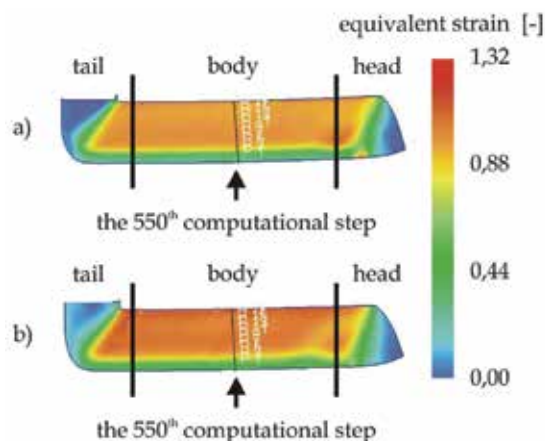 equivalent strain [-]
tail body head
1,32
a)
0,88
the 550th computational step
tail body head
0,44
b)
0,00
the 550th computational step